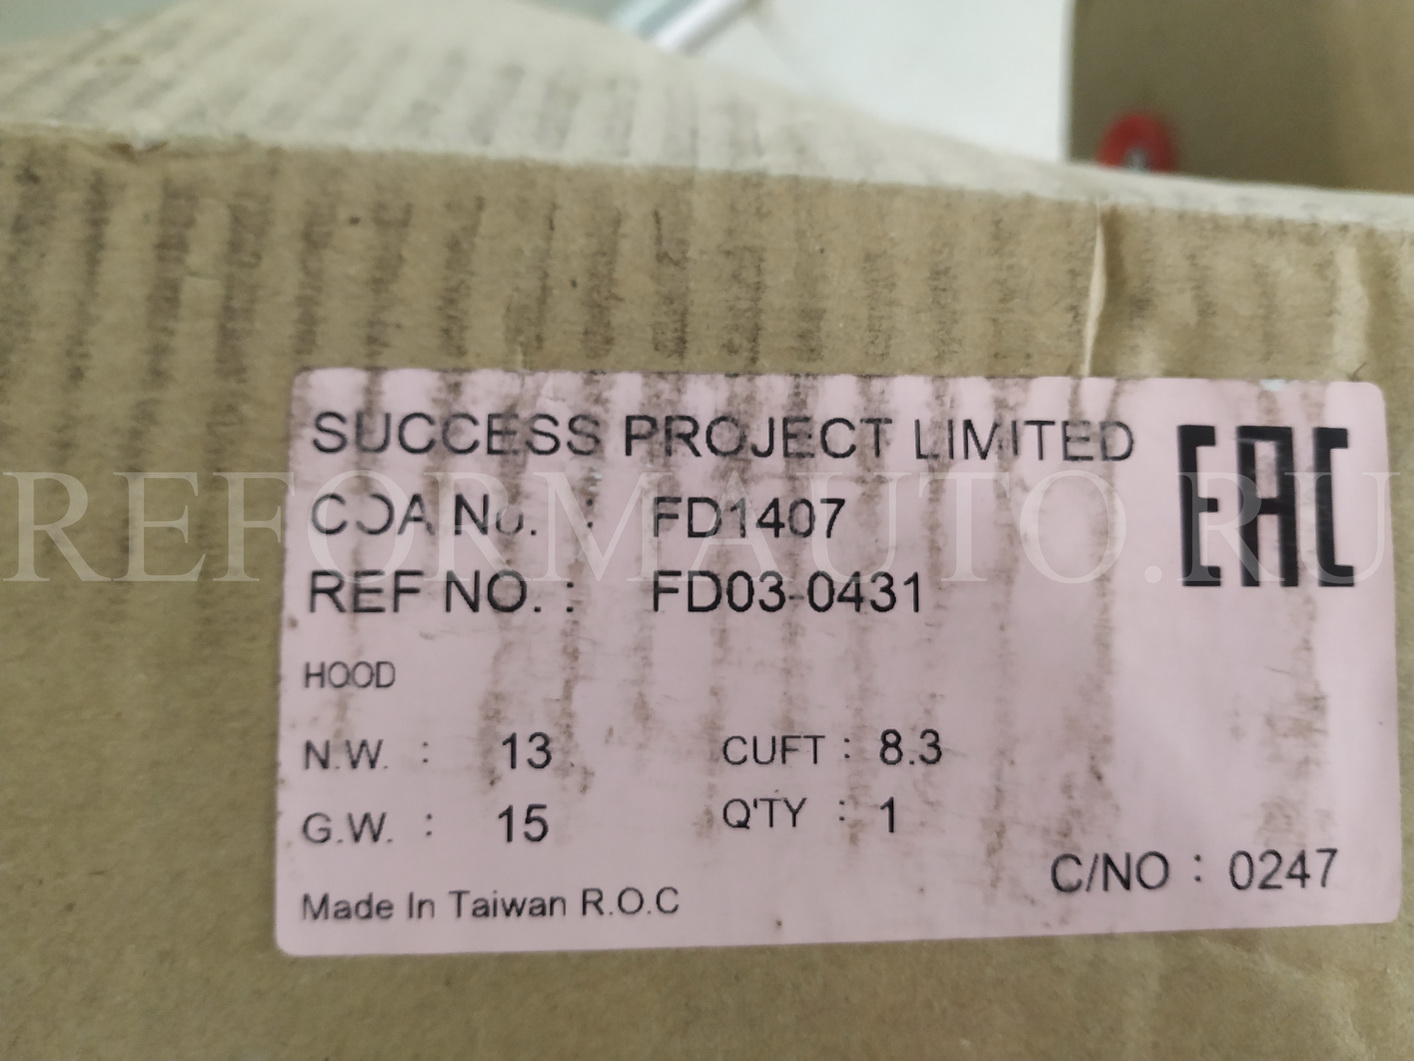 SUCCESS PROJECT LIMITED
EAC
COA No. : FD1407
REF NO. : FD03-0431
HOOD
N.W. : 13 CUFT : 8.3
G.W. : 15 Q'TY : 1
C/NO : 0247
Made In Taiwan R.O.C
REFORMAUTO.RU